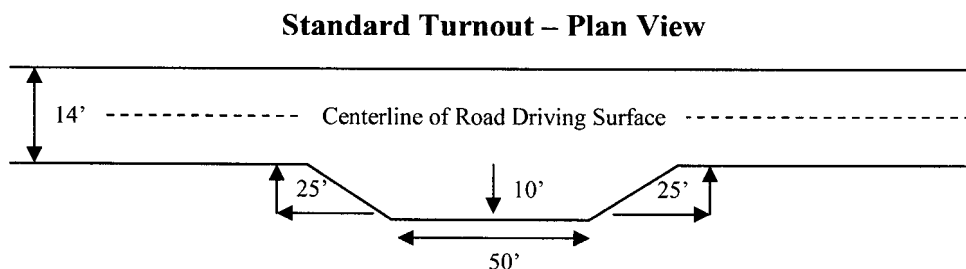 Standard Turnout – Plan View
14’
Centerline of Road Driving Surface
25’
10’
25’
50’